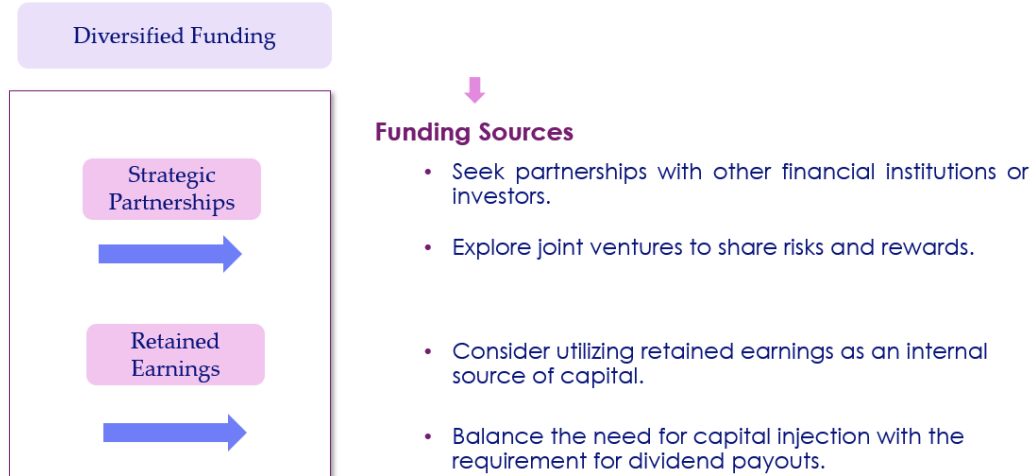 Diversified Funding
Funding Sources
Strategic
Partnerships
• Seek partnerships with other financial institutions or
investors.
• Explore joint ventures to share risks and rewards.
Retained
Earnings
• Consider utilizing retained earnings as an internal
source of capital.
• Balance the need for capital injection with the
requirement for dividend payouts.